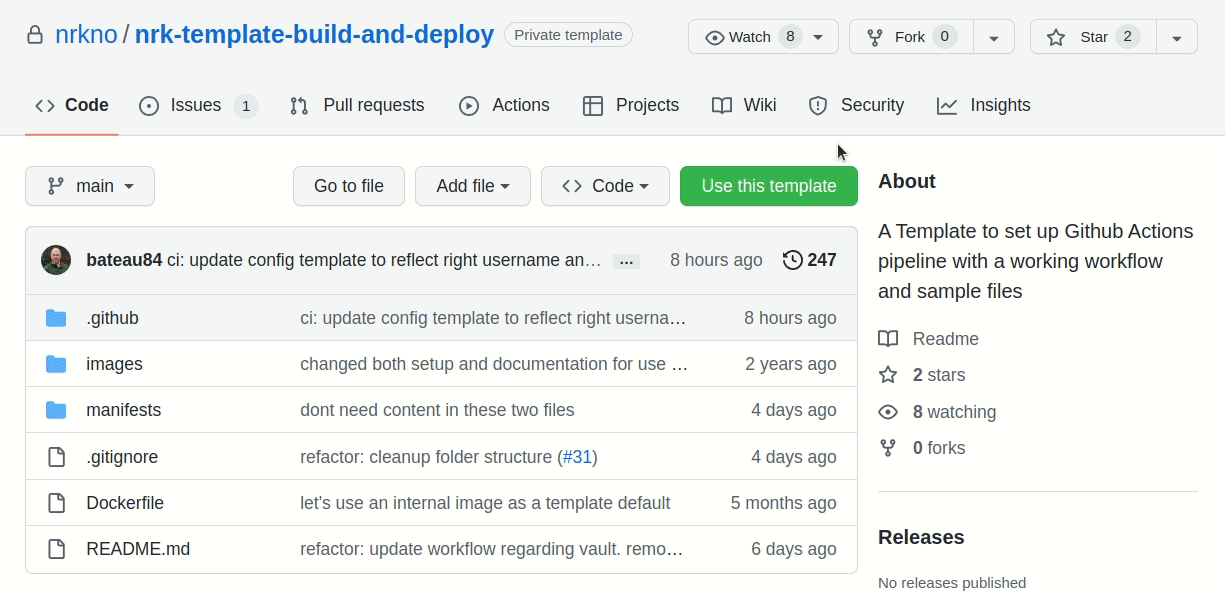 nrkno / nrk-template-build-and-deploy Private template Watch 8 Fork 0 Star 2
Code Issues 1 Pull requests Actions Projects Wiki Security Insights
main Go to file Add file Code Use this template
bateau84 ci: update config template to reflect right username an… ... 8 hours ago 247
.github ci: update config template to reflect right userna… 8 hours ago
images changed both setup and documentation for use … 2 years ago
manifests dont need content in these two files 4 days ago
.gitignore refactor: cleanup folder structure (#31) 4 days ago
Dockerfile let's use an internal image as a template default 5 months ago
README.md refactor: update workflow regarding vault. remo… 6 days ago
About
A Template to set up Github Actions
pipeline with a working workflow
and sample files
Readme
2 stars
8 watching
0 forks
Releases
No releases published